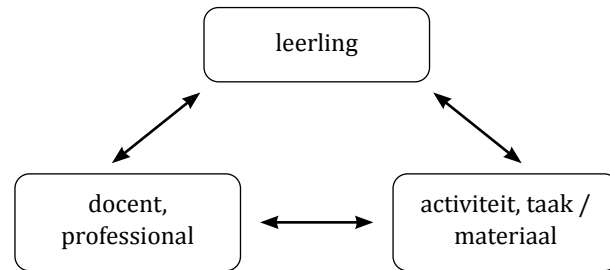 leerling
docent,
professional
activiteit, taak /
materiaal